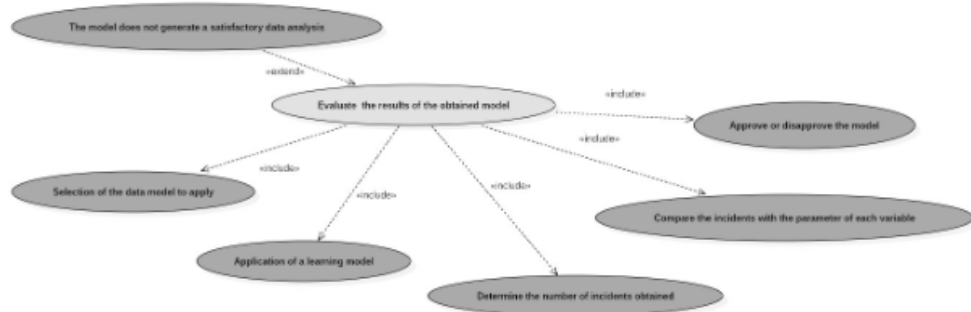 The model does not generate a satisfactory data analysis
«extend»
Evaluate the results of the obtained model
«include»
Approve or disapprove the model
«include»
«include»
Selection of the data model to apply
«include»
«include»
Compare the incidents with the parameter of each variable
Application of a learning model
Determine the number of incidents obtained